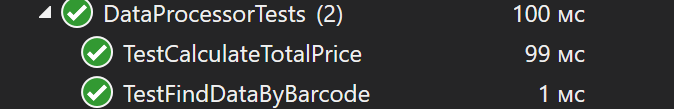 DataProcessorTests (2) 100 мс
TestCalculateTotalPrice 99 мс
TestFindDataByBarcode 1 мс